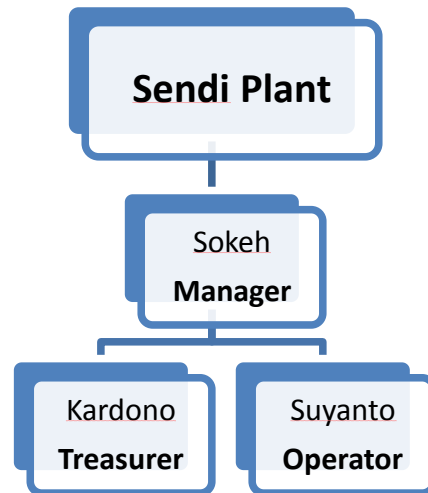 Sendi Plant
Sokeh
Manager
Kardono
Treasurer
Suyanto
Operator